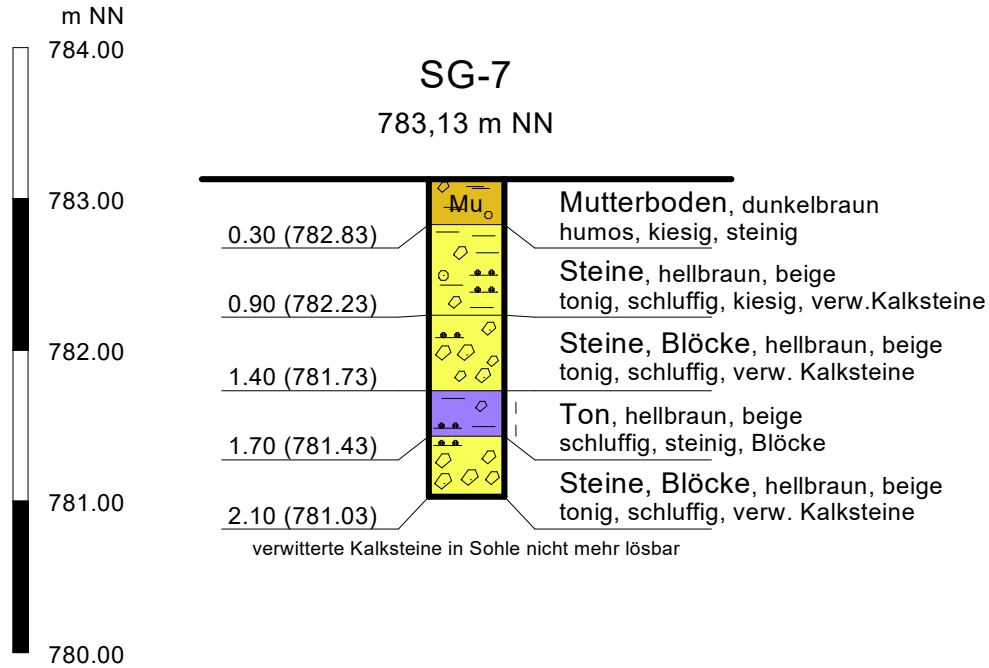 m NN
784.00
SG-7
783,13 m NN
783.00
Mu
Mutterboden, dunkelbraun
humos, kiesig, steinig
0.30 (782.83)
Steine, hellbraun, beige
tonig, schluffig, kiesig, verw.Kalksteine
0.90 (782.23)
782.00
Steine, Blöcke, hellbraun, beige
tonig, schluffig, verw. Kalksteine
1.40 (781.73)
Ton, hellbraun, beige
schluffig, steinig, Blöcke
1.70 (781.43)
781.00
Steine, Blöcke, hellbraun, beige
tonig, schluffig, verw. Kalksteine
2.10 (781.03)
verwitterte Kalksteine in Sohle nicht mehr lösbar
780.00